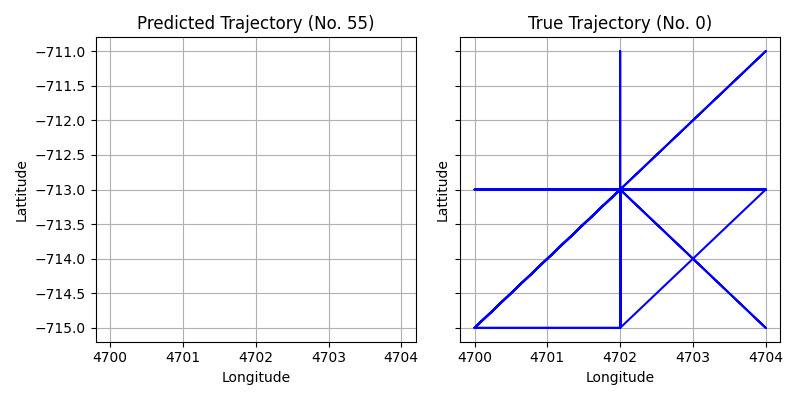 Predicted Trajectory (No. 55)
True Trajectory (No. 0)
−711.0
−711.5
−712.0
−712.5
−713.0
−713.5
−714.0
−714.5
−715.0
Lattitude
Lattitude
4700 4701 4702 4703 4704
4700 4701 4702 4703 4704
Longitude
Longitude